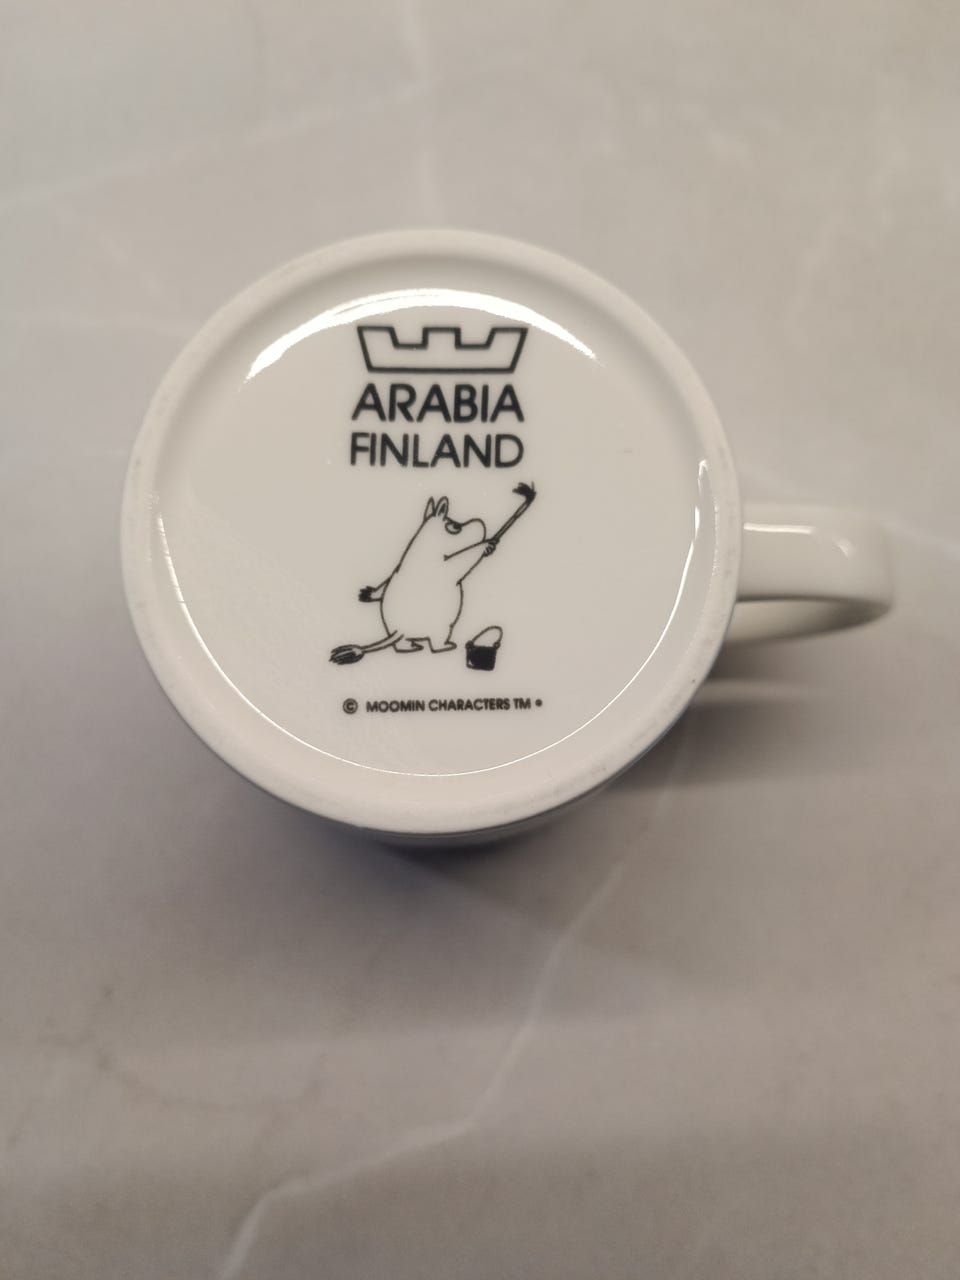 ARABIA
FINLAND
© MOOMIN CHARACTERS TM •